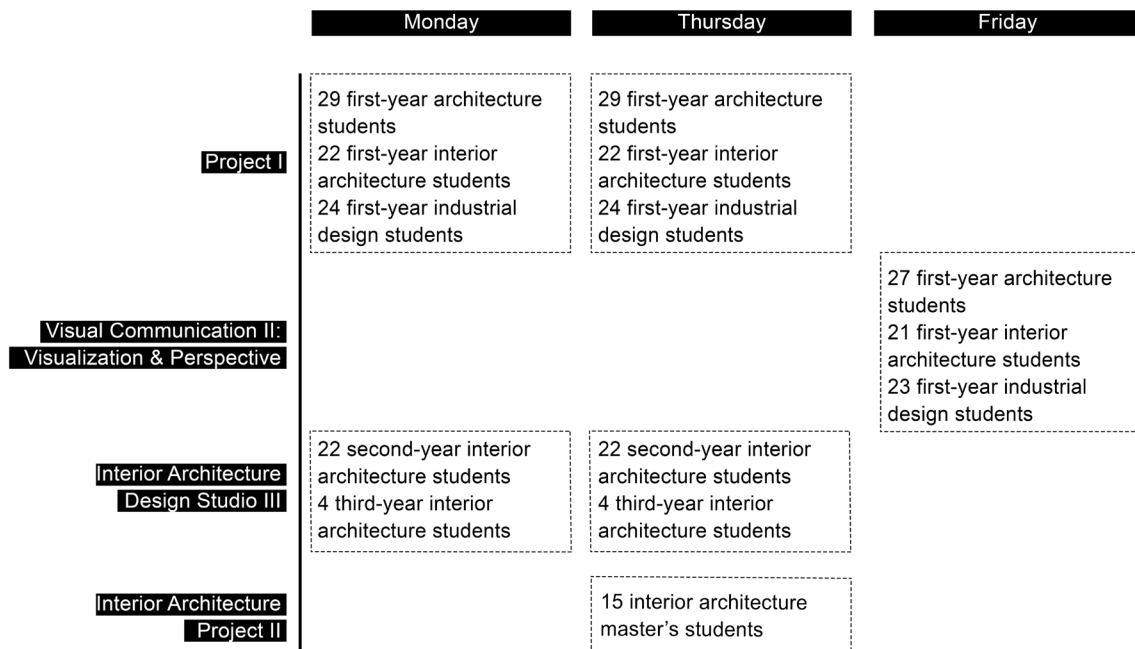 Monday
Thursday
Friday
Project I
29 first-year architecture
students
22 first-year interior
architecture students
24 first-year industrial
design students
29 first-year architecture
students
22 first-year interior
architecture students
24 first-year industrial
design students
Visual Communication II:
Visualization & Perspective
27 first-year architecture
students
21 first-year interior
architecture students
23 first-year industrial
design students
Interior Architecture
Design Studio III
22 second-year interior
architecture students
4 third-year interior
architecture students
22 second-year interior
architecture students
4 third-year interior
architecture students
Interior Architecture
Project II
15 interior architecture
master’s students